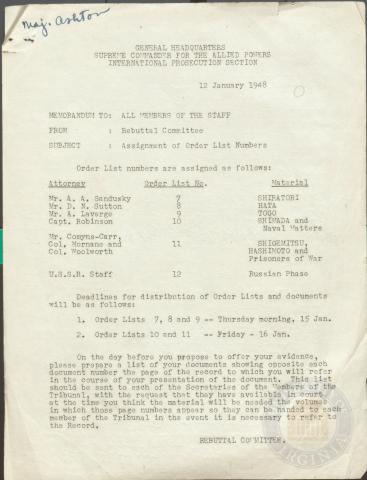 Maj. Ashton
GENERAL HEADQUARTERS
SUPREME COMMANDER FOR THE ALLIED POWERS
INTERNATIONAL PROSECUTION SECTION
12 January 1948
MEMORANDUM TO: ALL MEMBERS OF THE STAFF
FROM : Rebuttal Committee
SUBJECT : Assignment of Order List Numbers
Order List numbers are assigned as follows:
Attorney Order List No. Material
Mr. A. A. Sandusky 7 SHIRATORI
Mr. D. N. Sutton 8 HATA
Mr. A. Laverge 9 TOGO
Capt. Robinson 10 SHIMADA and
Naval Matters
Mr. Comyns-Carr,
Col. Mornane and 11 SHIGEMITSU,
Col. Woolworth HASHIMOTO and
Prisoners of War
U.S.S.R. Staff 12 Russian Phase
Deadlines for distribution of Order Lists and documents
will be as follows:
1. Order Lists 7, 8 and 9 -- Thursday morning, 15 Jan.
2. Order Lists 10 and 11 -- Friday - 16 Jan.
On the day before you propose to offer your evidence,
please prepare a list of your documents showing opposite each
document number the page of the record to which you will refer
in the course of your presentation of the document. This list
should be sent to each of the Secretaries of the Members of the
Tribunal, with the request that they have available in court
at the time you think the material will be needed the volume
in which those page numbers appear so they can be handed to each
member of the Tribunal in the event it is necessary to refer to
the Record.
REBUTTAL COMMITTEE.
VIRGINIA